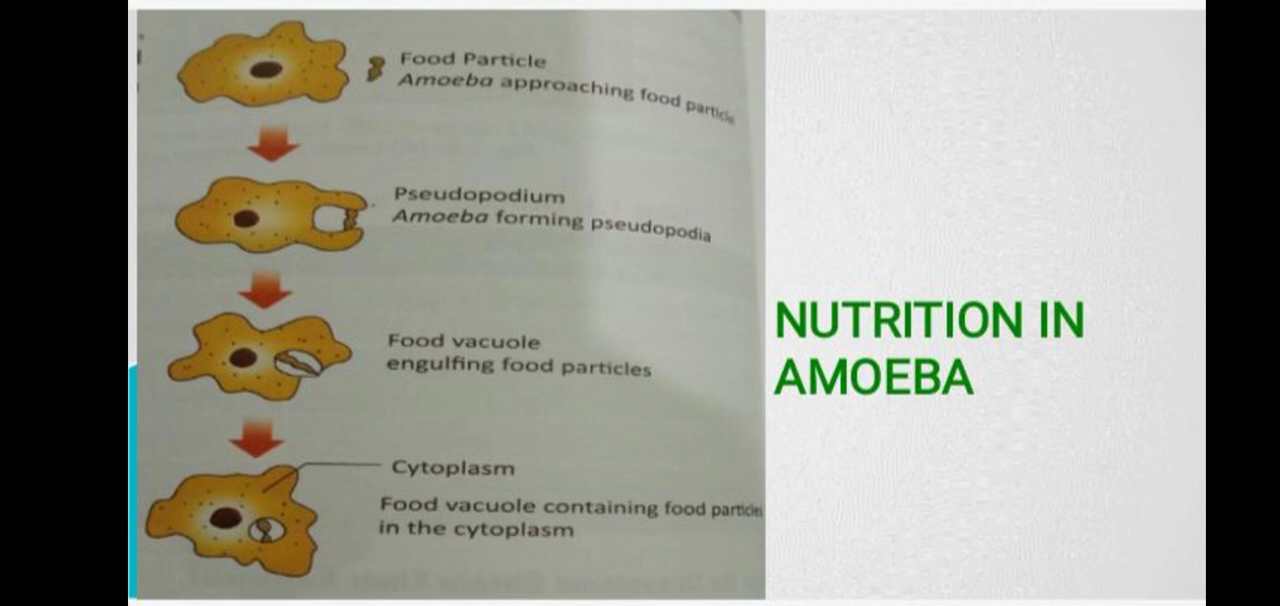 Food Particle
Amoeba approaching food particle
Pseudopodium
Amoeba forming pseudopodia
Food vacuole
engulfing food particles
Cytoplasm
Food vacuole containing food particles
in the cytoplasm
NUTRITION IN
AMOEBA